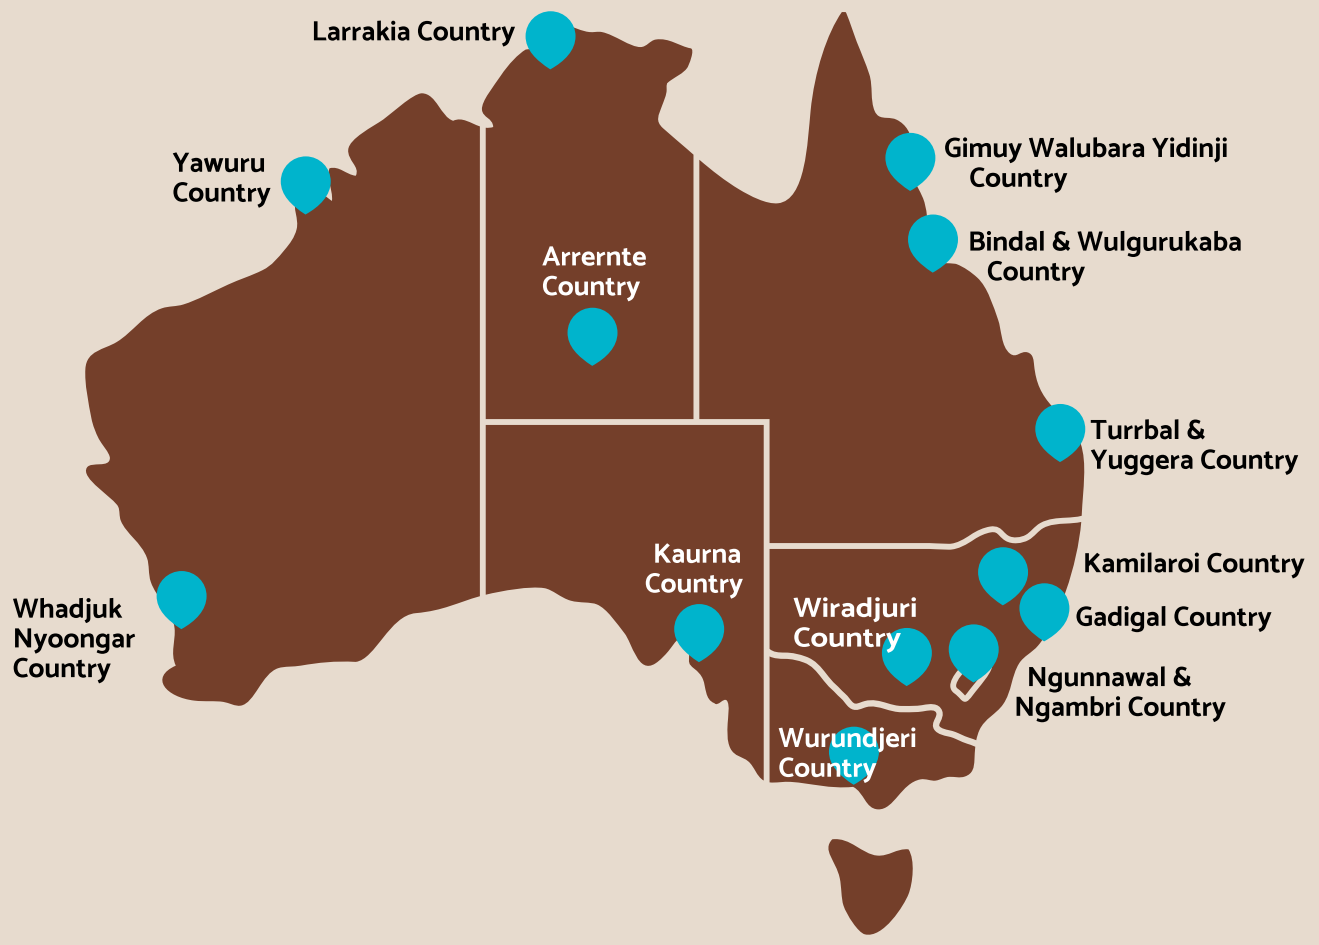 Larrakia Country
Yawuru
Country
Gimuy Walubara Yidinji
Country
Bindal & Wulgurukaba
Country
Arrernte
Country
Turrbal &
Yuggera Country
Kaurna
Country
Kamilaroi Country
Whadjuk
Nyoongar
Country
Wiradjuri
Country
Gadigal Country
Ngunnawal &
Ngambri Country
Wurundjeri
Country